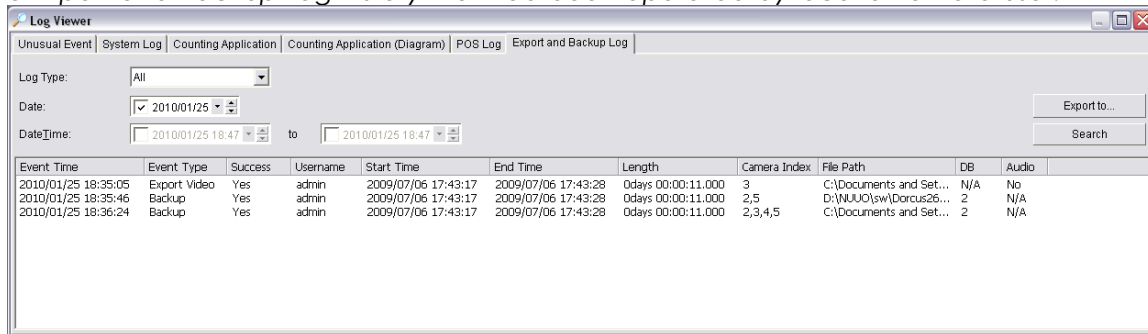 Log Viewer
Unusual Event System Log Counting Application Counting Application (Diagram) POS Log Export and Backup Log
Log Type: All
Date: 2010/01/25
Export to...
DateTime: 2010/01/25 18:47 to 2010/01/25 18:47
Search
Event Time Event Type Success Username Start Time End Time Length Camera Index File Path DB Audio
2010/01/25 18:35:05 Export Video Yes admin 2009/07/06 17:43:17 2009/07/06 17:43:28 0days 00:00:11.000 3 C:\Documents and Set... N/A No
2010/01/25 18:35:46 Backup Yes admin 2009/07/06 17:43:17 2009/07/06 17:43:28 0days 00:00:11.000 2,5 D:\NUUO\sw\Dorcus26... 2 N/A
2010/01/25 18:36:24 Backup Yes admin 2009/07/06 17:43:17 2009/07/06 17:43:28 0days 00:00:11.000 2,3,4,5 C:\Documents and Set... 2 N/A